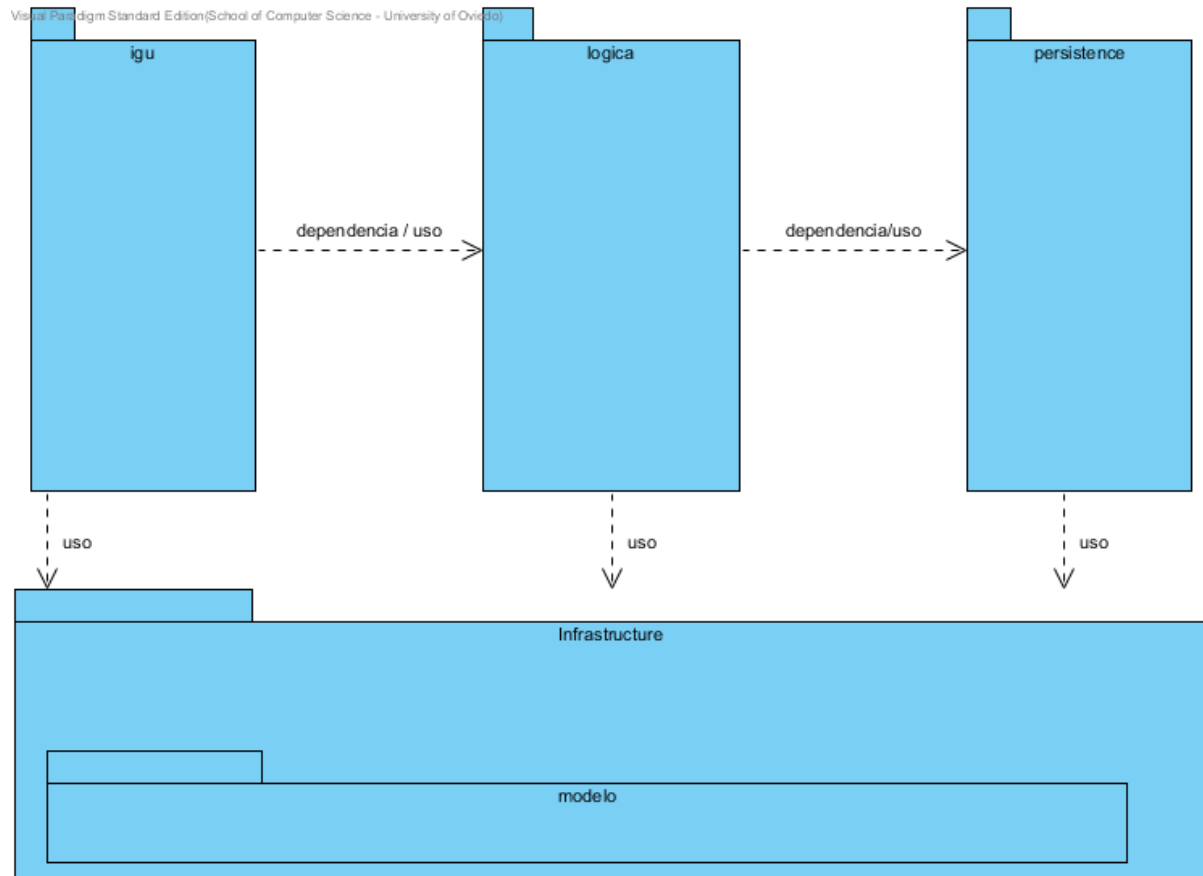 Visual Paradigm Standard Edition(School of Computer Science - University of Oviedo)
igu
logica
persistence
dependencia / uso
dependencia/uso
uso
uso
uso
Infrastructure
modelo